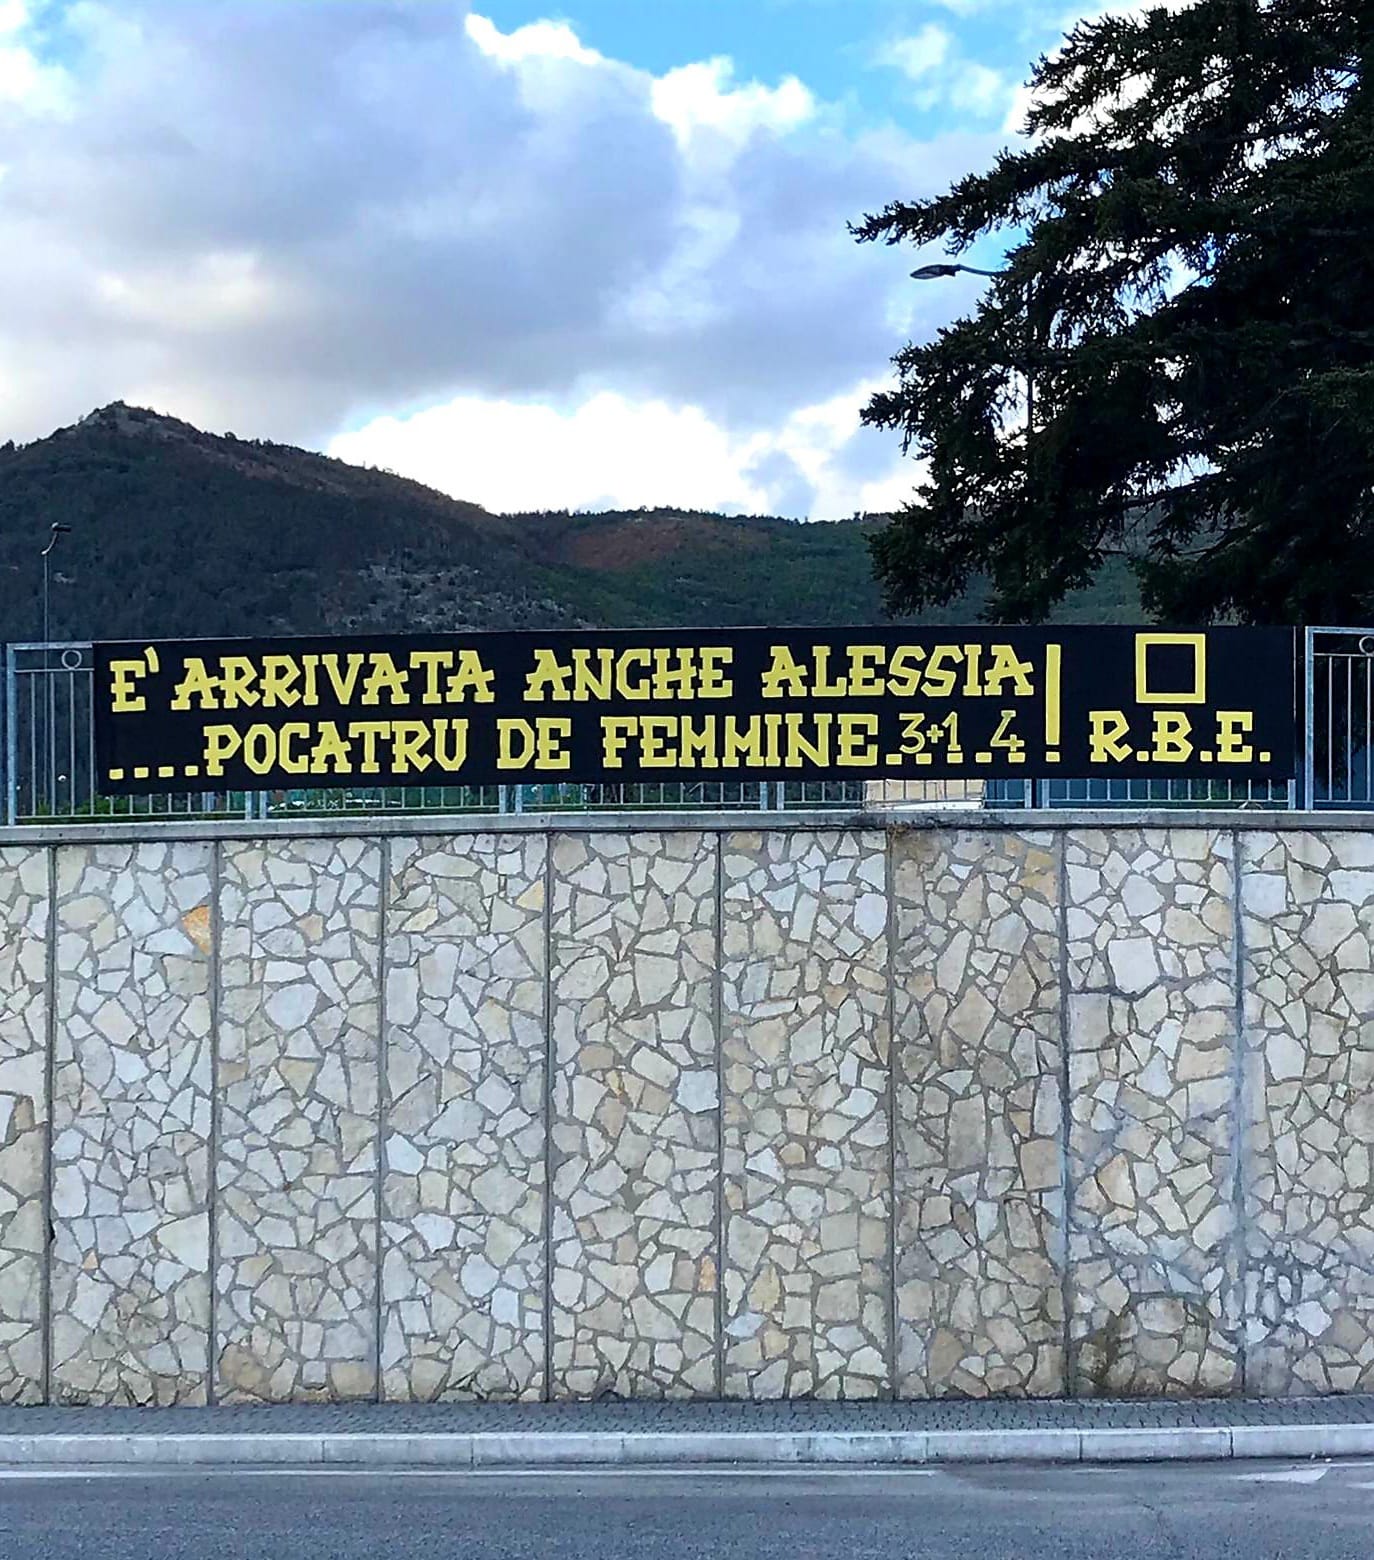 E' ARRIVATA ANCHE ALESSIA
....POCATRU DE FEMMINE..3+1..4!
R.B.E.